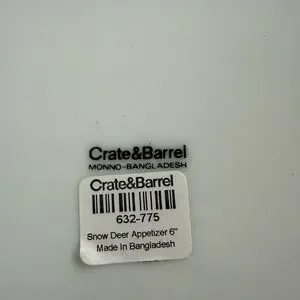 Crate&Barrel
MONNO-BANGLADESH
Crate&Barrel
632-775
Snow Deer Appetizer 6"
Made In Bangladesh